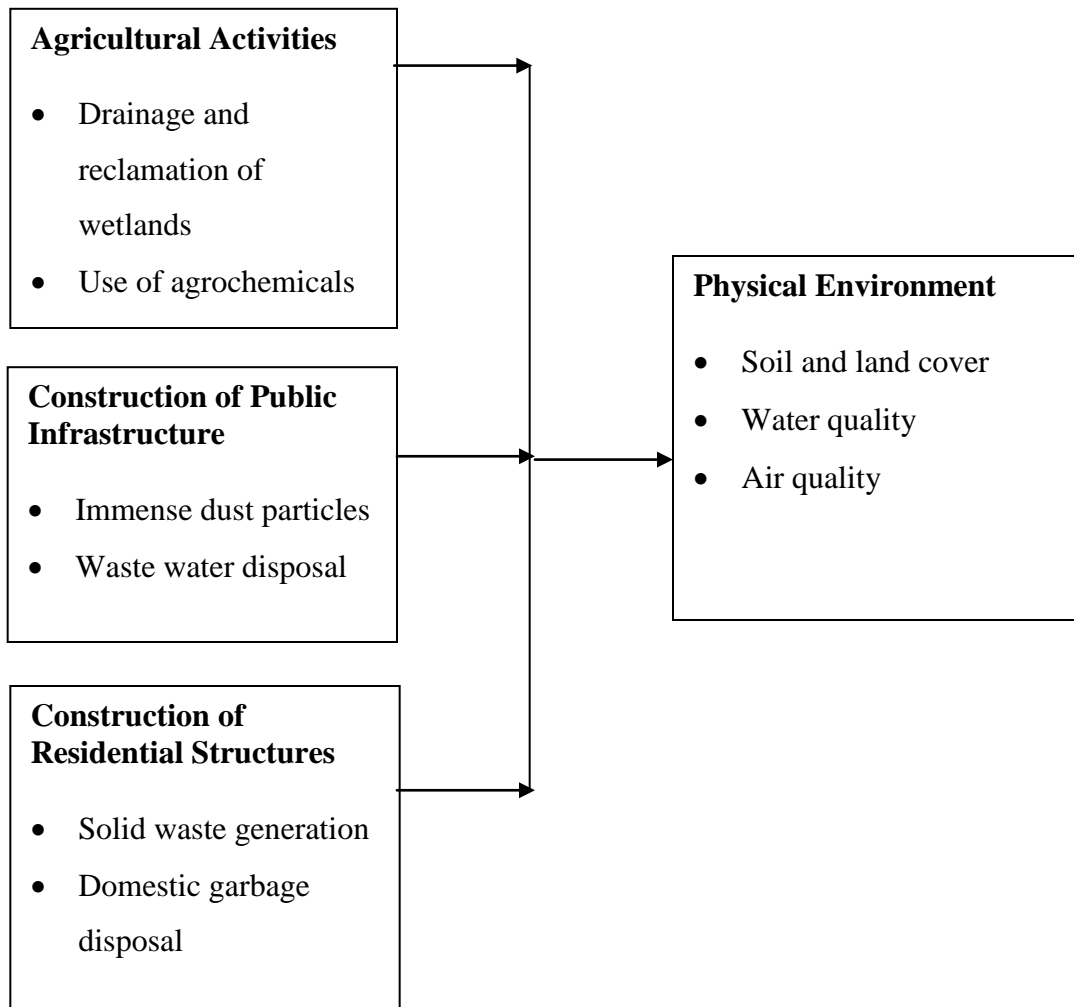 Agricultural Activities
• Drainage and
reclamation of
wetlands
• Use of agrochemicals
Construction of Public
Infrastructure
• Immense dust particles
• Waste water disposal
Construction of
Residential Structures
• Solid waste generation
• Domestic garbage
disposal
Physical Environment
• Soil and land cover
• Water quality
• Air quality